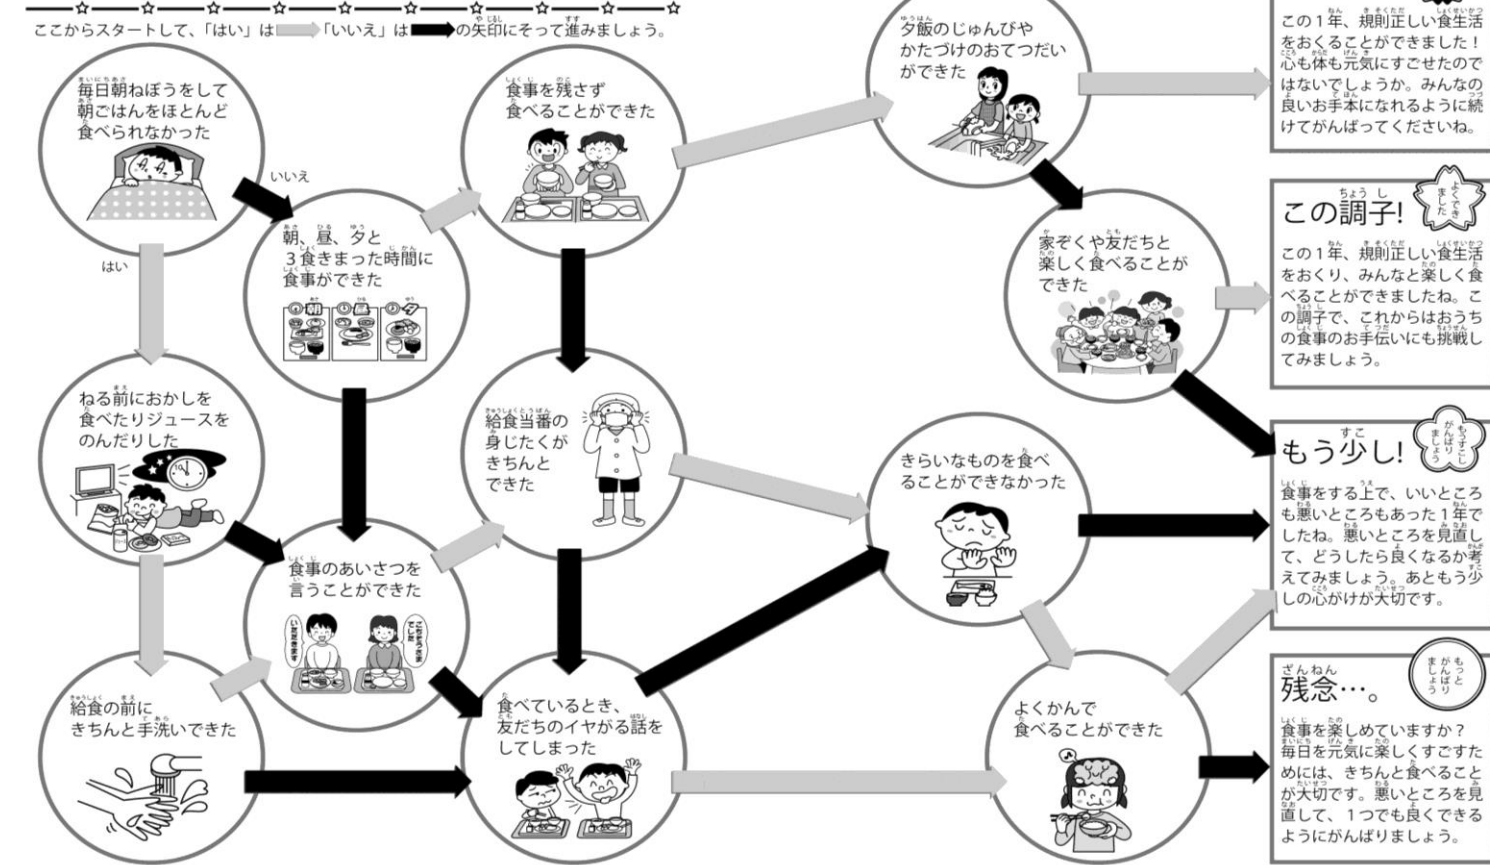 ここからスタートして、「はい」は 「いいえ」は の矢印にそって進みましょう。
毎日朝ねぼうをして
朝ごはんをほとんど
食べられなかった
いいえ
はい
朝、昼、夕と
３食きまった時間に
食事ができた
朝
昼
夕
食事を残さず
食べることができた
夕飯のじゅんびや
かたづけのおてつだい
ができた
家ぞくや友だちと
楽しく食べることが
できた
ねる前におかしを
食べたりジュースを
のんだりした
給食当番の
身じたくが
きちんと
できた
きらいなものを食べ
ることができなかった
食事のあいさつを
言うことができた
いただきます
ごちそうさま
でした
給食の前に
きちんと手洗いできた
食べているとき、
友だちのイヤがる話を
してしまった
よくかんで
食べることができた
この１年、規則正しい食生活
をおくることができました！
心も体も元気にすごせたので
はないでしょうか。みんなの
良いお手本になれるように続
けてがんばってくださいね。
この調子!
よくでき
ました
この１年、規則正しい食生活
をおくり、みんなと楽しく食
べることができましたね。こ
の調子で、これからはおうち
の食事のお手伝いにも挑戦し
てみましょう。
もう少し!
もうすこし
がんばり
ましょう
食事をする上で、いいところ
も悪いところもあった１年で
したね。悪いところを見直し
て、どうしたら良くなるか考
えてみましょう。あともう少
しの心がけが大切です。
残念…。
もっと
がんばり
ましょう
食事を楽しめていますか？
毎日を元気に楽しくすごすた
めには、きちんと食べること
が大切です。悪いところを見
直して、１つでも良くできる
ようにがんばりましょう。